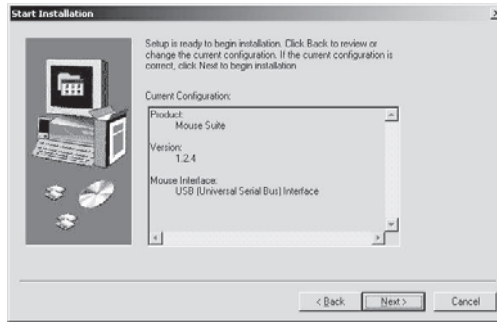 Start Installation
Setup is ready to begin installation. Click Back to review or
change the current configuration. If the current configuration is
correct, click Next to begin installation
Current Configuration:
Product:
Mouse Suite
Version:
1.2.4
Mouse Interface:
USB (Universal Serial Bus) Interface
< Back
Next >
Cancel